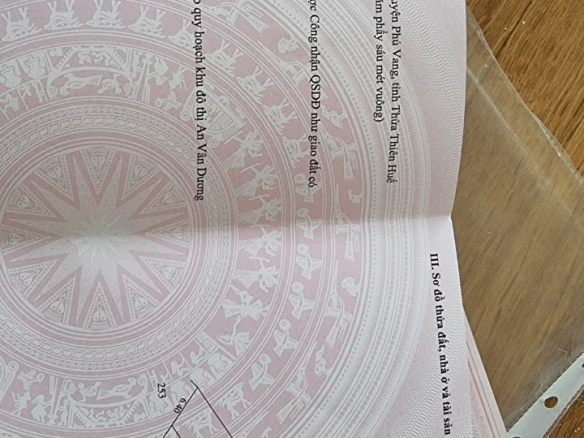 uyện Phú Vang, tỉnh Thừa Thiên Huế
phẩy sáu mét vuông)
Công nhận QSDĐ như giao đất có
quy hoạch khu đô thị An Vân Dương
III. Sơ đồ thửa đất, nhà ở và tài sản
253
6.40